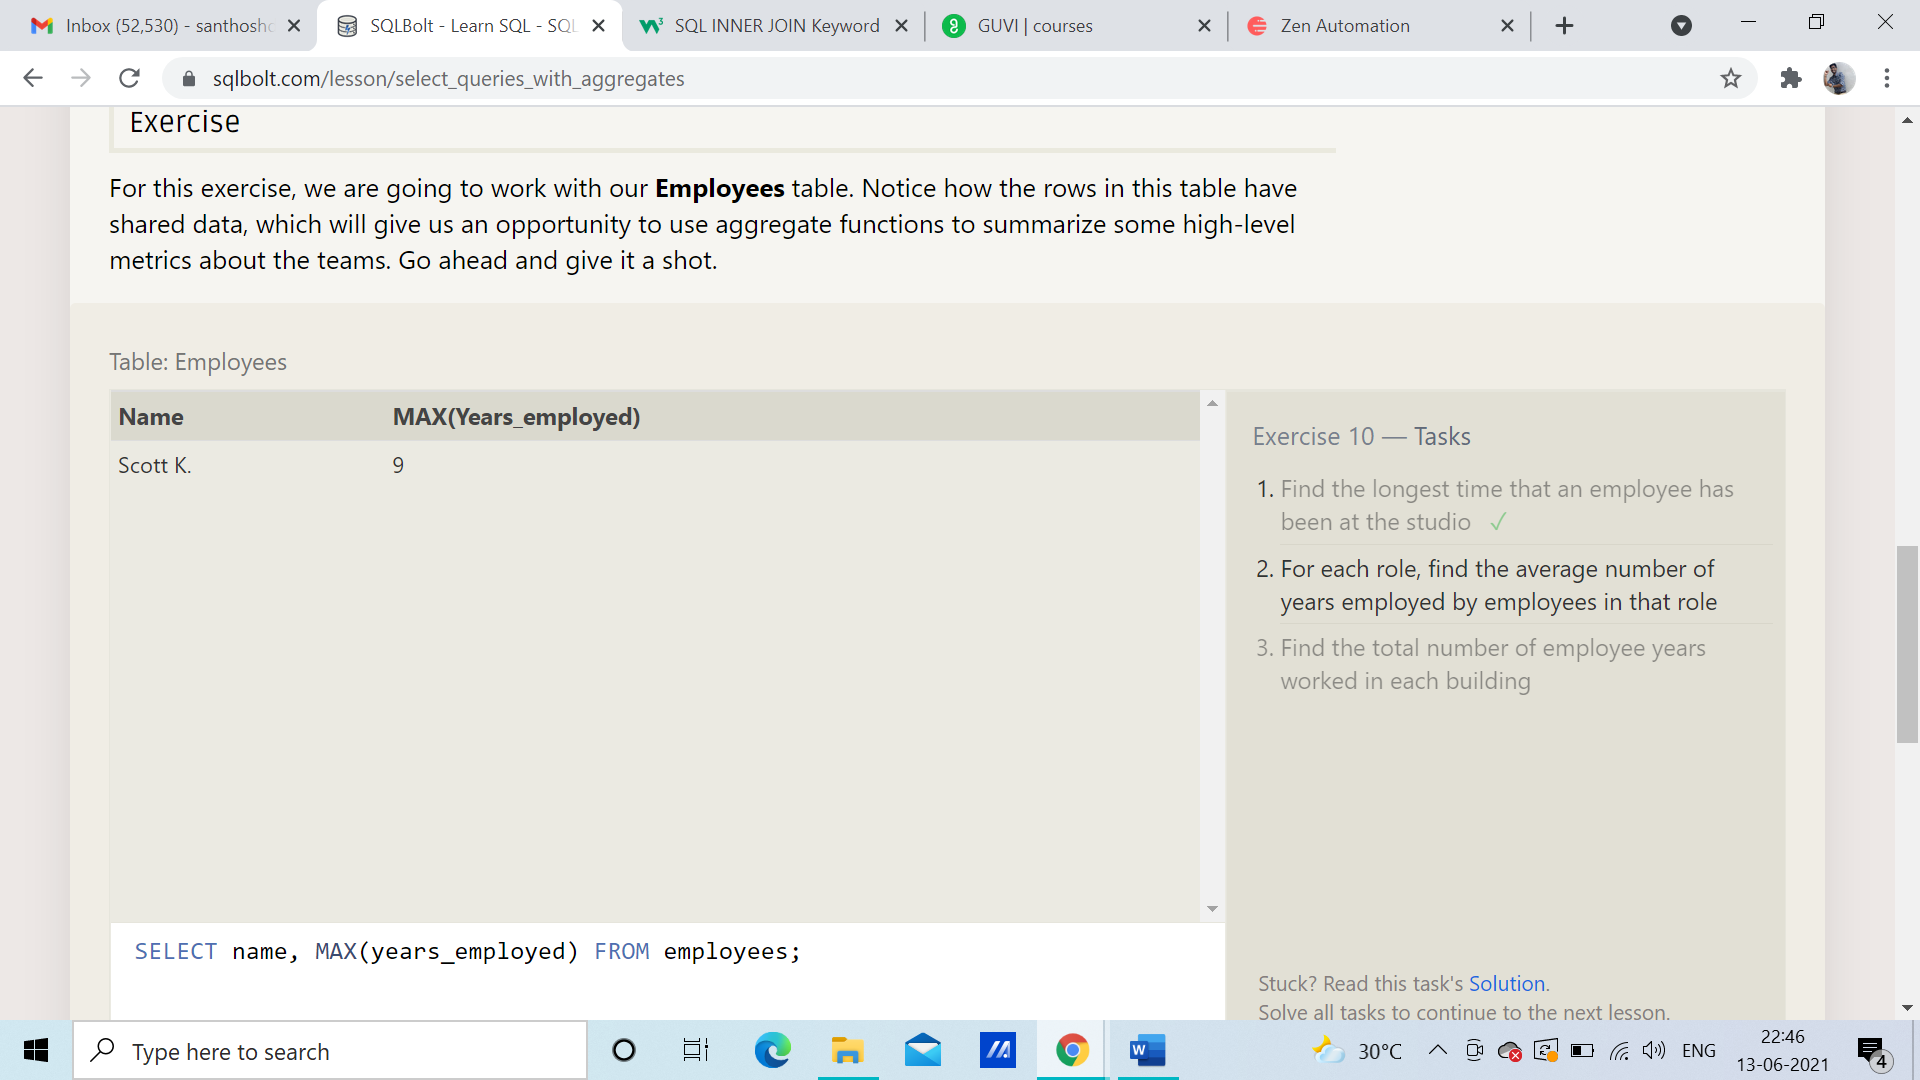 Inbox (52,530) - santhosho
SQLBolt - Learn SQL - SQL
SQL INNER JOIN Keyword
GUVI | courses
Zen Automation
sqlbolt.com/lesson/select_queries_with_aggregates
Exercise
For this exercise, we are going to work with our Employees table. Notice how the rows in this table have
shared data, which will give us an opportunity to use aggregate functions to summarize some high-level
metrics about the teams. Go ahead and give it a shot.
Table: Employees
Name MAX(Years_employed)
Scott K. 9
Exercise 10 — Tasks
1. Find the longest time that an employee has
been at the studio ✓
2. For each role, find the average number of
years employed by employees in that role
3. Find the total number of employee years
worked in each building
SELECT name, MAX(years_employed) FROM employees;
Stuck? Read this task's Solution.
Solve all tasks to continue to the next lesson.
Type here to search
30°C
ENG
22:46
13-06-2021
4